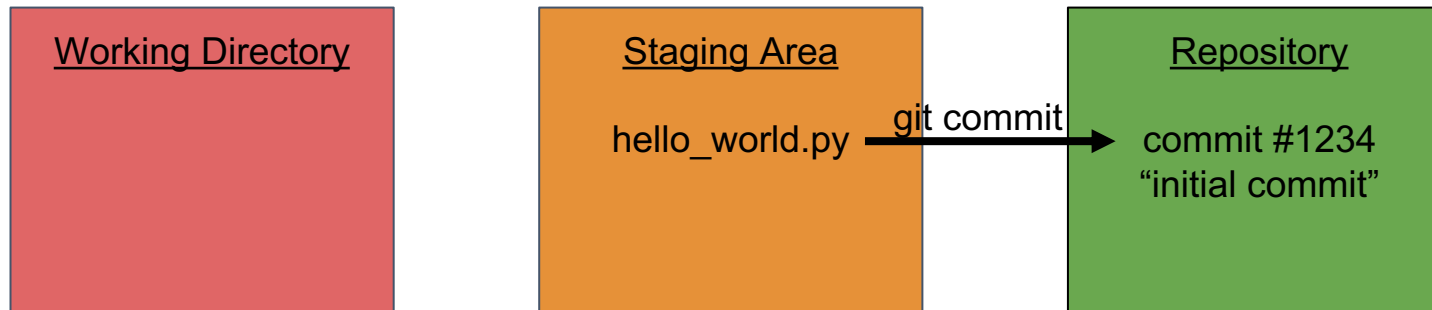 Working Directory
Staging Area
hello_world.py
git commit
Repository
commit #1234
“initial commit”